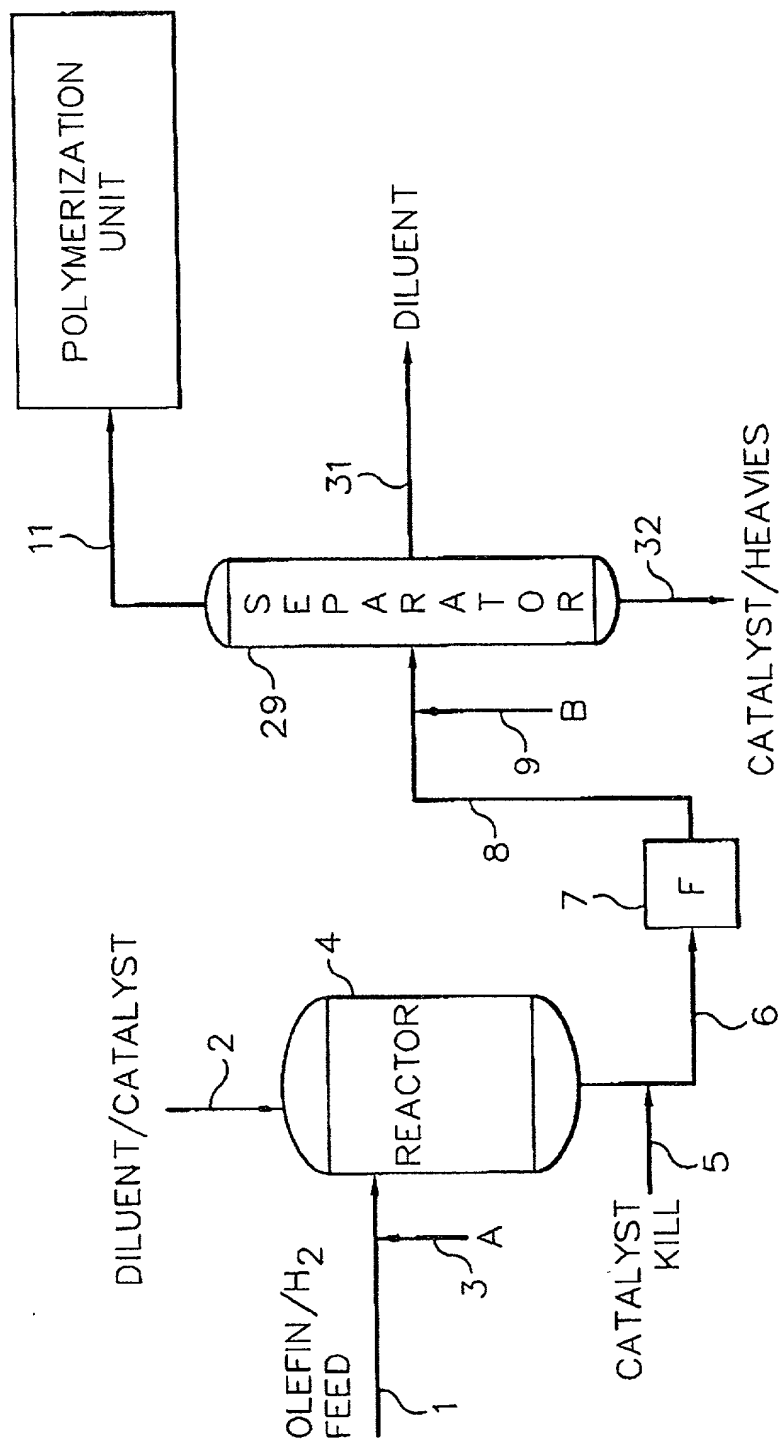 POLYMERIZATION
UNIT
11
DILUENT/CATALYST
2
4
OLEFIN/H2
FEED
1
3
A
REACTOR
CATALYST
KILL
5
6
7
F
8
9
B
29
SEPARATOR
31
DILUENT
32
CATALYST/HEAVIES